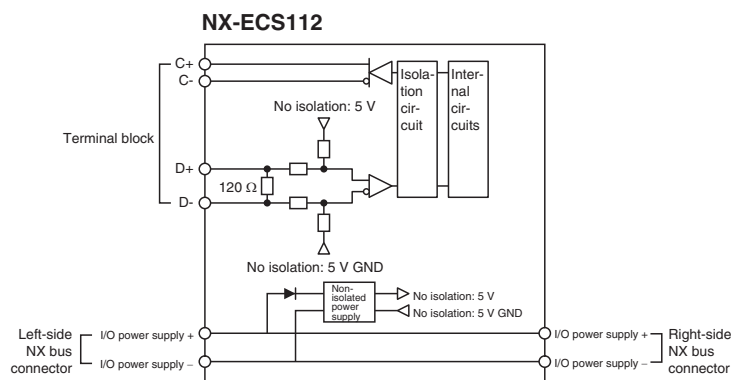 NX-ECS112
C+
C-
Isola-
tion
cir-
cuit
Inter-
nal
cir-
cuits
No isolation: 5 V
Terminal block
D+
120 Ω
D-
No isolation: 5 V GND
Non-
isolated
power
supply
No isolation: 5 V
No isolation: 5 V GND
Left-side
NX bus
connector
I/O power supply +
I/O power supply –
I/O power supply +
I/O power supply –
Right-side
NX bus
connector